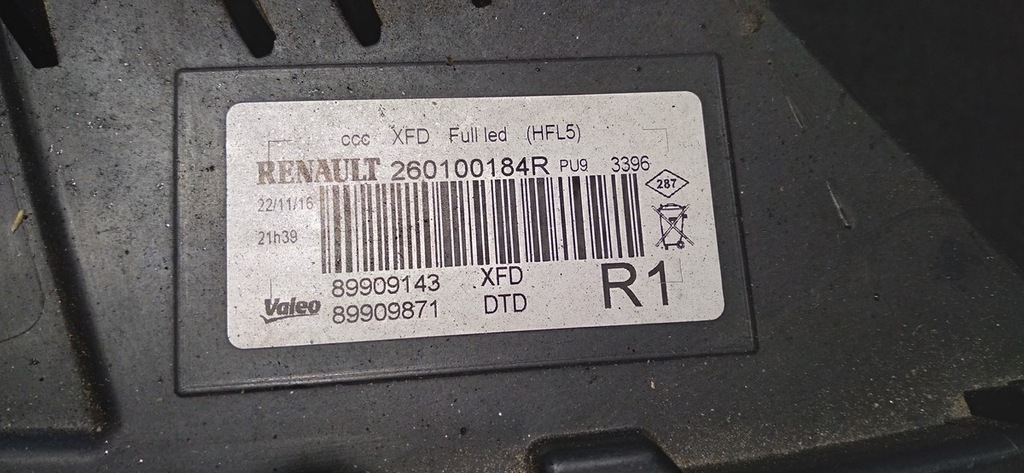 ccc XFD Full led (HFL5)
RENAULT 260100184R PU9 3396
287
22/11/16
21h39
89909143 XFD
Valeo 89909871 DTD R1